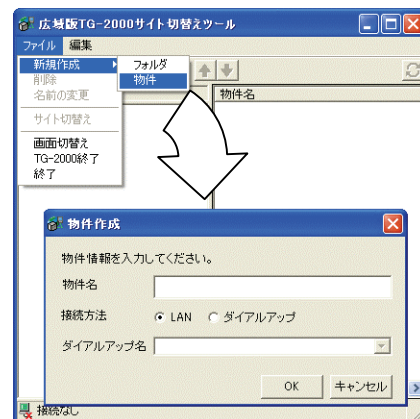 広域版TG-2000サイト切替えツール
ファイル 編集
新規作成
フォルダ
物件
削除
名前の変更
物件名
サイト切替え
画面切替え
TG-2000終了
終了
物件作成
物件情報を入力してください。
物件名
接続方法 LAN ダイアルアップ
ダイアルアップ名
OK キャンセル
接続なし